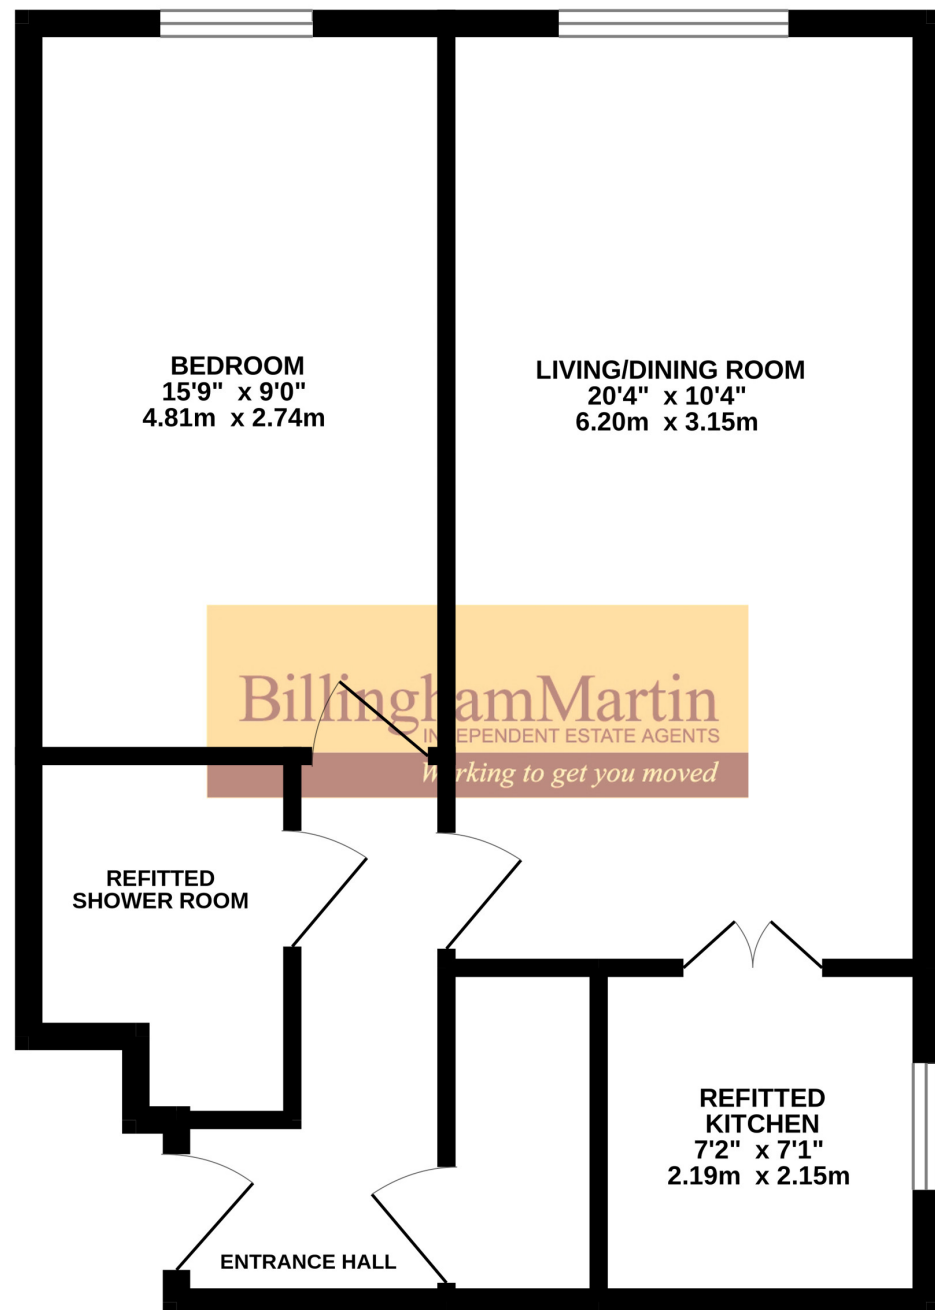 BEDROOM
15'9" x 9'0"
4.81m x 2.74m
LIVING/DINING ROOM
20'4" x 10'4"
6.20m x 3.15m
BillinghamMartin
INDEPENDENT ESTATE AGENTS
Working to get you moved
REFITTED
SHOWER ROOM
REFITTED
KITCHEN
7'2" x 7'1"
2.19m x 2.15m
ENTRANCE HALL